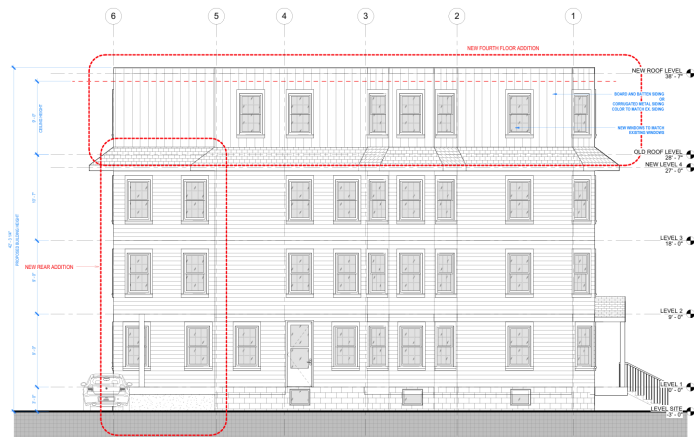 6
5
4
3
2
1
NEW FOURTH FLOOR ADDITION
NEW ROOF LEVEL
38' - 7"
BOARD AND BATTEN SIDING
OR
CORRUGATED METAL SIDING
COLOR TO MATCH EX. SIDING
CEILING HEIGHT
NEW WINDOWS TO MATCH
EXISTING WINDOWS
OLD ROOF LEVEL
28' - 7"
NEW LEVEL 4
27' - 0"
PROPOSED BUILDING HEIGHT
LEVEL 3
18' - 0"
NEW REAR ADDITION
LEVEL 2
9' - 0"
LEVEL 1
0' - 0"
LEVEL SITE
-3' - 0"